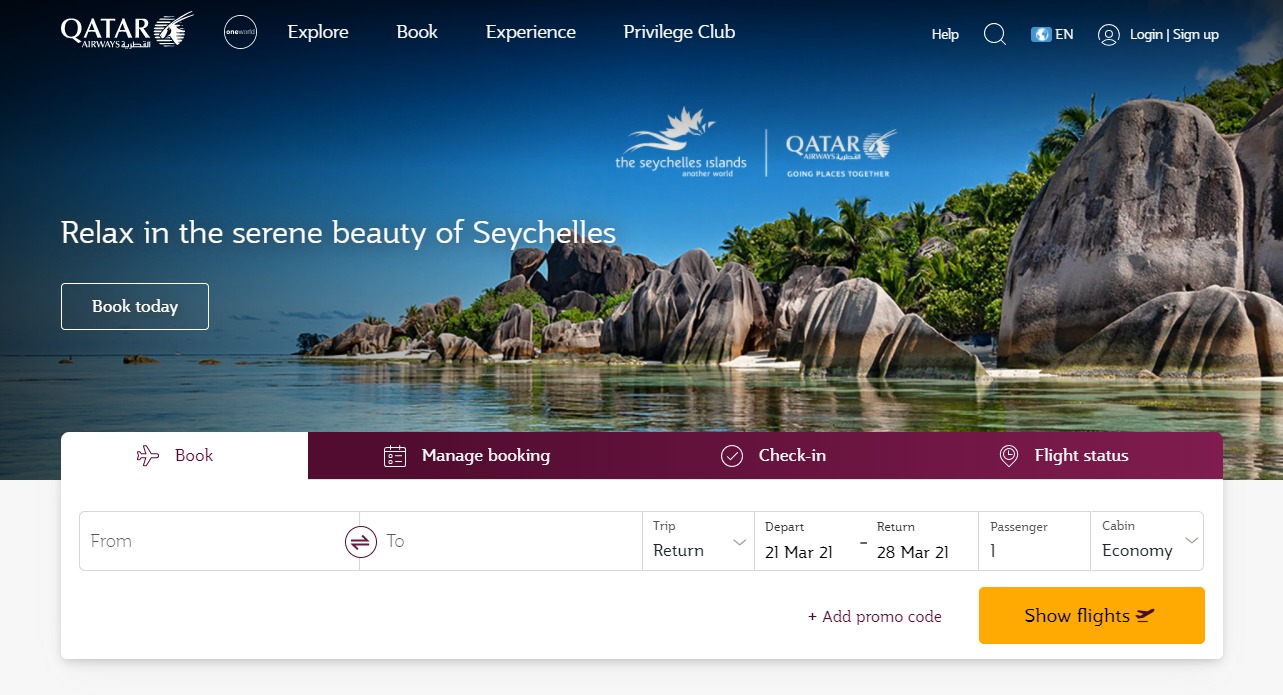 QATAR
AIRWAYS القطرية
oneworld
Explore
Book
Experience
Privilege Club
Help
EN
Login | Sign up
the seychelles islands
another world
QATAR
AIRWAYS القطرية
GOING PLACES TOGETHER
Relax in the serene beauty of Seychelles
Book today
Book
Manage booking
Check-in
Flight status
From
To
Trip
Return
Depart
21 Mar 21
-
Return
28 Mar 21
Passenger
1
Cabin
Economy
+ Add promo code
Show flights